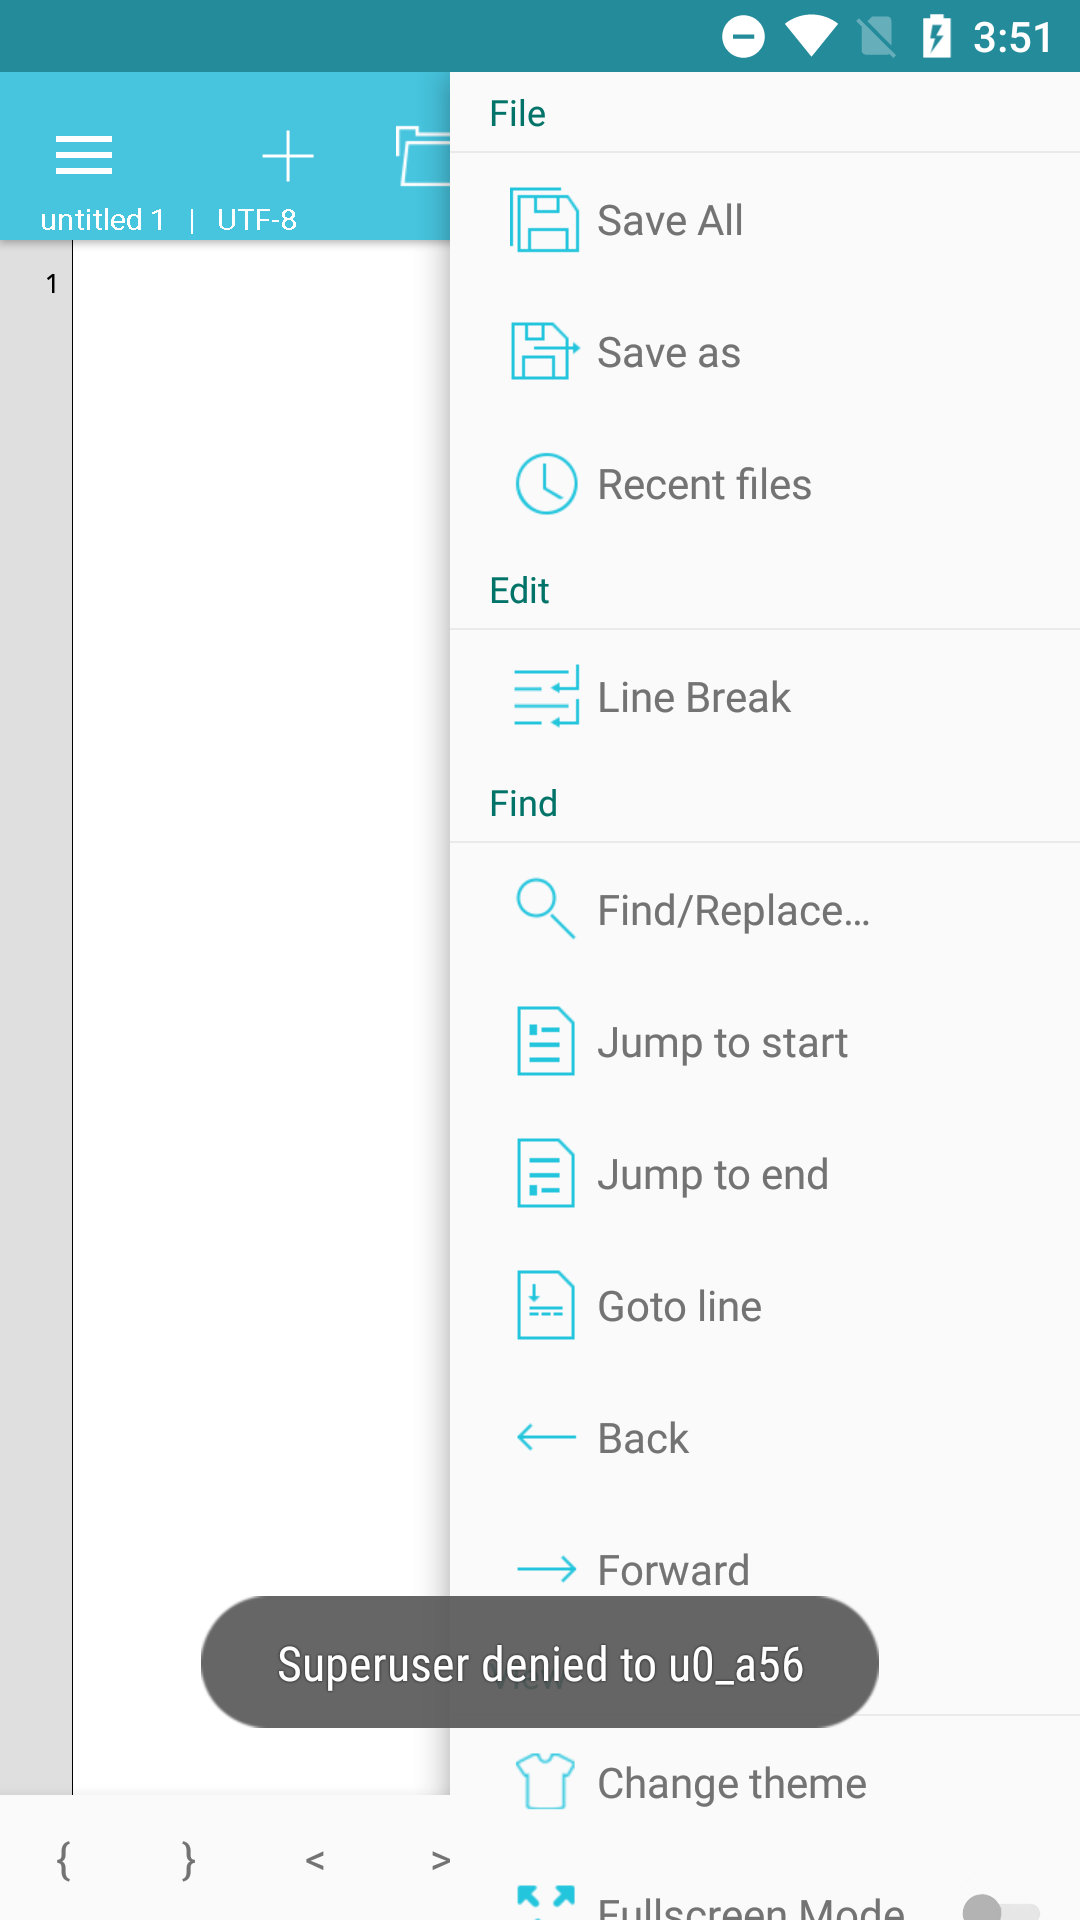 3:51
untitled 1 | UTF-8
1
File
Save All
Save as
Recent files
Edit
Line Break
Find
Find/Replace...
Jump to start
Jump to end
Goto line
Back
Forward
Superuser denied to u0_a56
View
Change theme
{ } < >
Fullscreen Mode